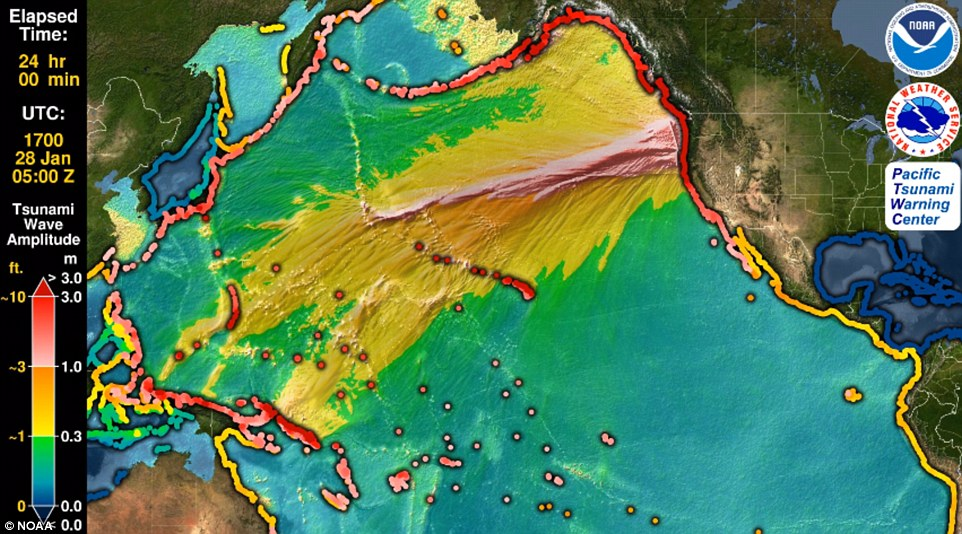 Elapsed
Time:
24 hr
00 min
UTC:
1700
28 Jan
05:00 Z
Tsunami
Wave
Amplitude
ft. m
> 3.0
~10 3.0
~3 1.0
~1 0.3
0 0.0
< 0.0
© NOAA
NOAA
NATIONAL WEATHER SERVICE
Pacific
Tsunami
Warning
Center